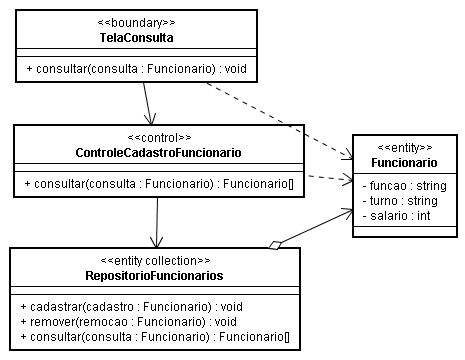 <<boundary>>
TelaConsulta
+ consultar(consulta : Funcionario) : void
<<control>>
ControleCadastroFuncionario
+ consultar(consulta : Funcionario) : Funcionario[]
<<entity>>
Funcionario
- funcao : string
- turno : string
- salario : int
<<entity collection>>
RepositorioFuncionarios
+ cadastrar(cadastro : Funcionario) : void
+ remover(remocao : Funcionario) : void
+ consultar(consulta : Funcionario) : Funcionario[]